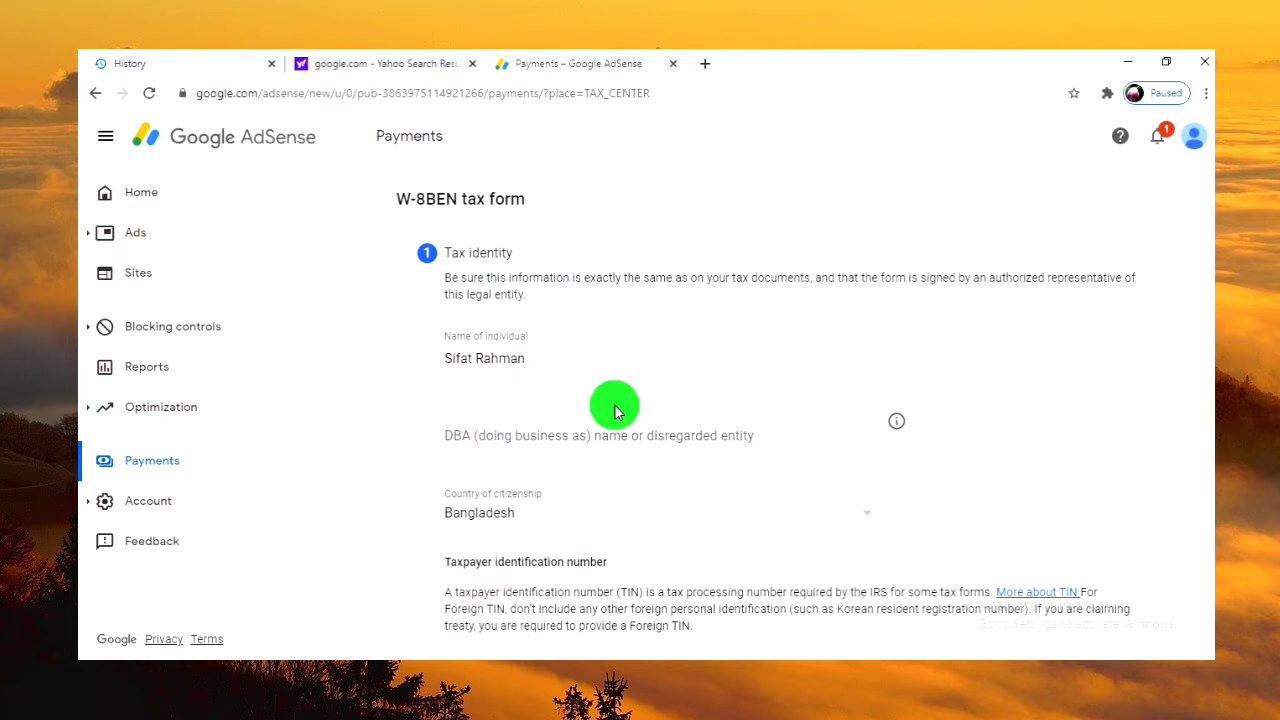 History
google.com - Yahoo Search Resu
Payments – Google AdSense
google.com/adsense/new/u/0/pub-3863975114921266/payments/?place=TAX_CENTER
Paused
Google AdSense
Payments
1
Home
Ads
Sites
Blocking controls
Reports
Optimization
Payments
Account
Feedback
Google Privacy Terms
W-8BEN tax form
1 Tax identity
Be sure this information is exactly the same as on your tax documents, and that the form is signed by an authorized representative of
this legal entity.
Name of individual
Sifat Rahman
DBA (doing business as) name or disregarded entity
Country of citizenship
Bangladesh
Taxpayer identification number
A taxpayer identification number (TIN) is a tax processing number required by the IRS for some tax forms. More about TIN For
Foreign TIN, don't include any other foreign personal identification (such as Korean resident registration number). If you are claiming
treaty, you are required to provide a Foreign TIN.
Go to Settings to activate Windows.